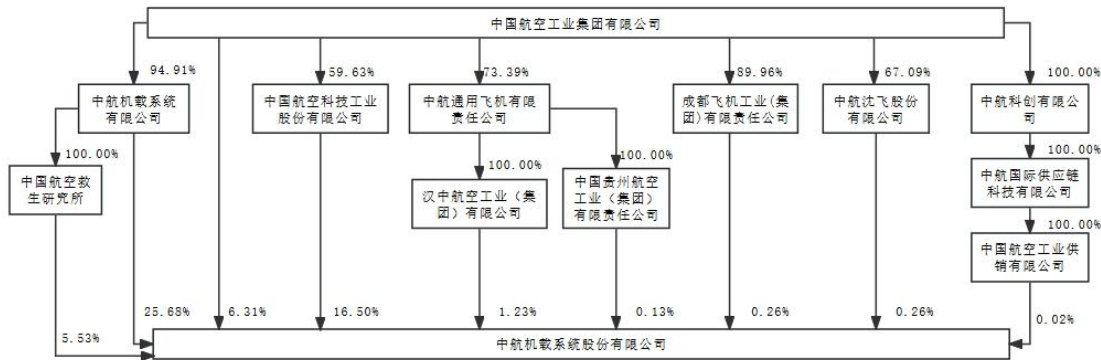 中国航空工业集团有限公司
94.91%
59.63%
73.39%
89.96%
67.09%
100.00%
中航机载系统
有限公司
中国航空科技工业
股份有限公司
中航通用飞机有限
责任公司
成都飞机工业(集
团)有限责任公司
中航沈飞股份
有限公司
中航科创有限公
司
100.00%
100.00%
100.00%
100.00%
中国航空救
生研究所
汉中航空工业（集
团）有限公司
中国贵州航空
工业（集团）
有限责任公司
中航国际供应链
科技有限公司
100.00%
中国航空工业供
销有限公司
5.53%
25.68%
6.31%
16.50%
1.23%
0.13%
0.26%
0.26%
0.02%
中航机载系统股份有限公司